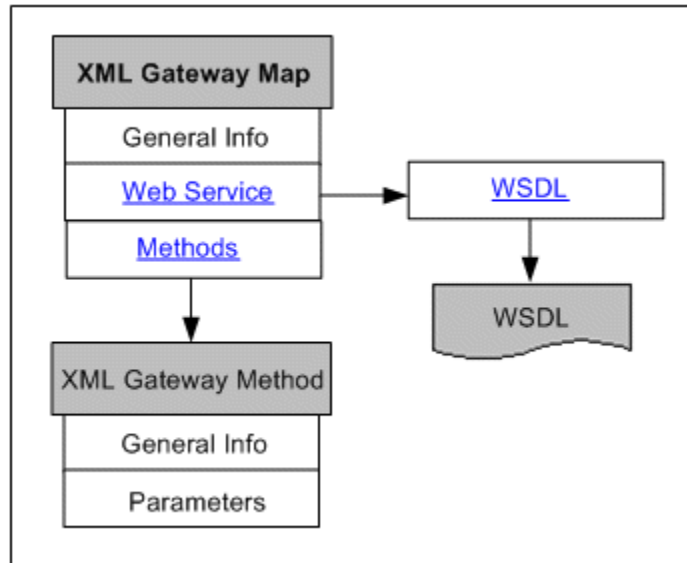 XML Gateway Map
General Info
Web Service
WSDL
Methods
WSDL
XML Gateway Method
General Info
Parameters